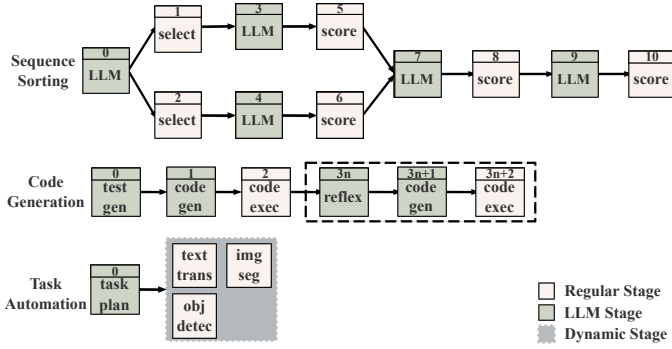 Sequence
Sorting
0
LLM
1
select
3
LLM
5
score
2
select
4
LLM
6
score
7
LLM
8
score
9
LLM
10
score
Code
Generation
0
test
gen
1
code
gen
2
code
exec
3n
reflex
3n+1
code
gen
3n+2
code
exec
Task
Automation
0
task
plan
text
trans
img
seg
obj
detec
Regular Stage
LLM Stage
Dynamic Stage